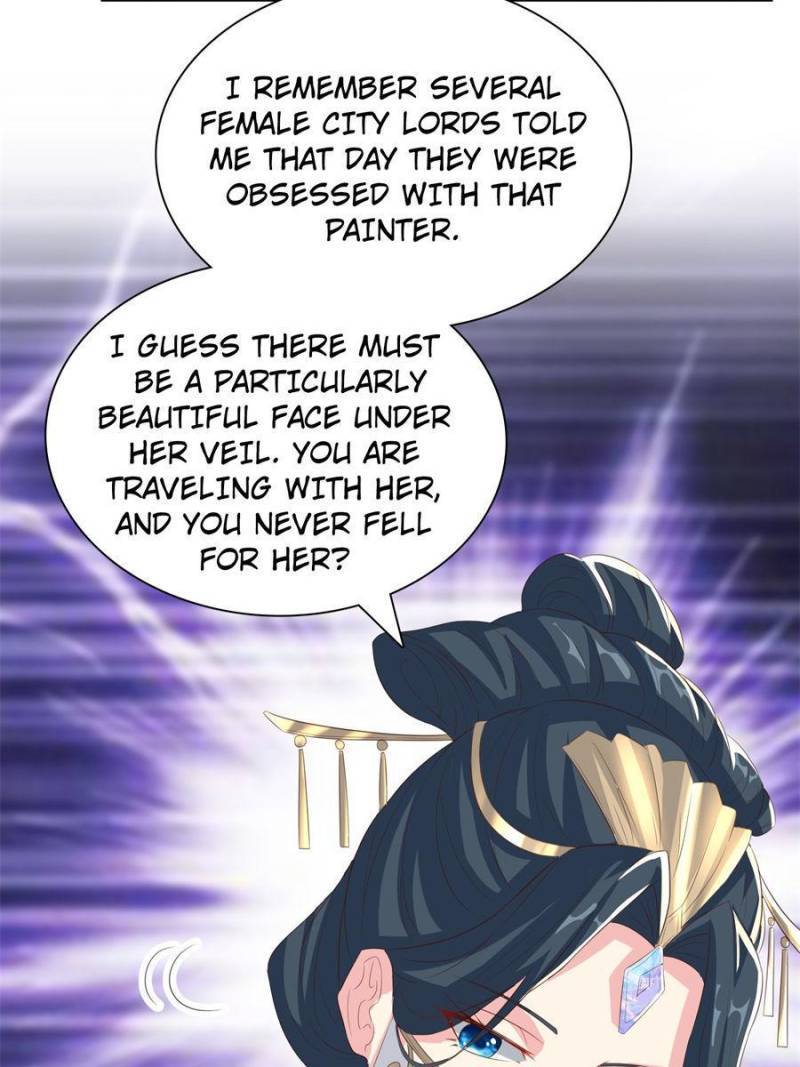 I REMEMBER SEVERAL
FEMALE CITY LORDS TOLD
ME THAT DAY THEY WERE
OBSESSED WITH THAT
PAINTER.
I GUESS THERE MUST
BE A PARTICULARLY
BEAUTIFUL FACE UNDER
HER VEIL. YOU ARE
TRAVELING WITH HER,
AND YOU NEVER FELL
FOR HER?